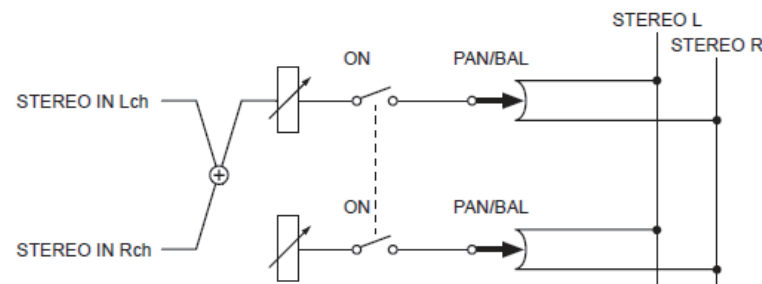 STEREO L
STEREO R
ON PAN/BAL
STEREO IN Lch
ON PAN/BAL
STEREO IN Rch